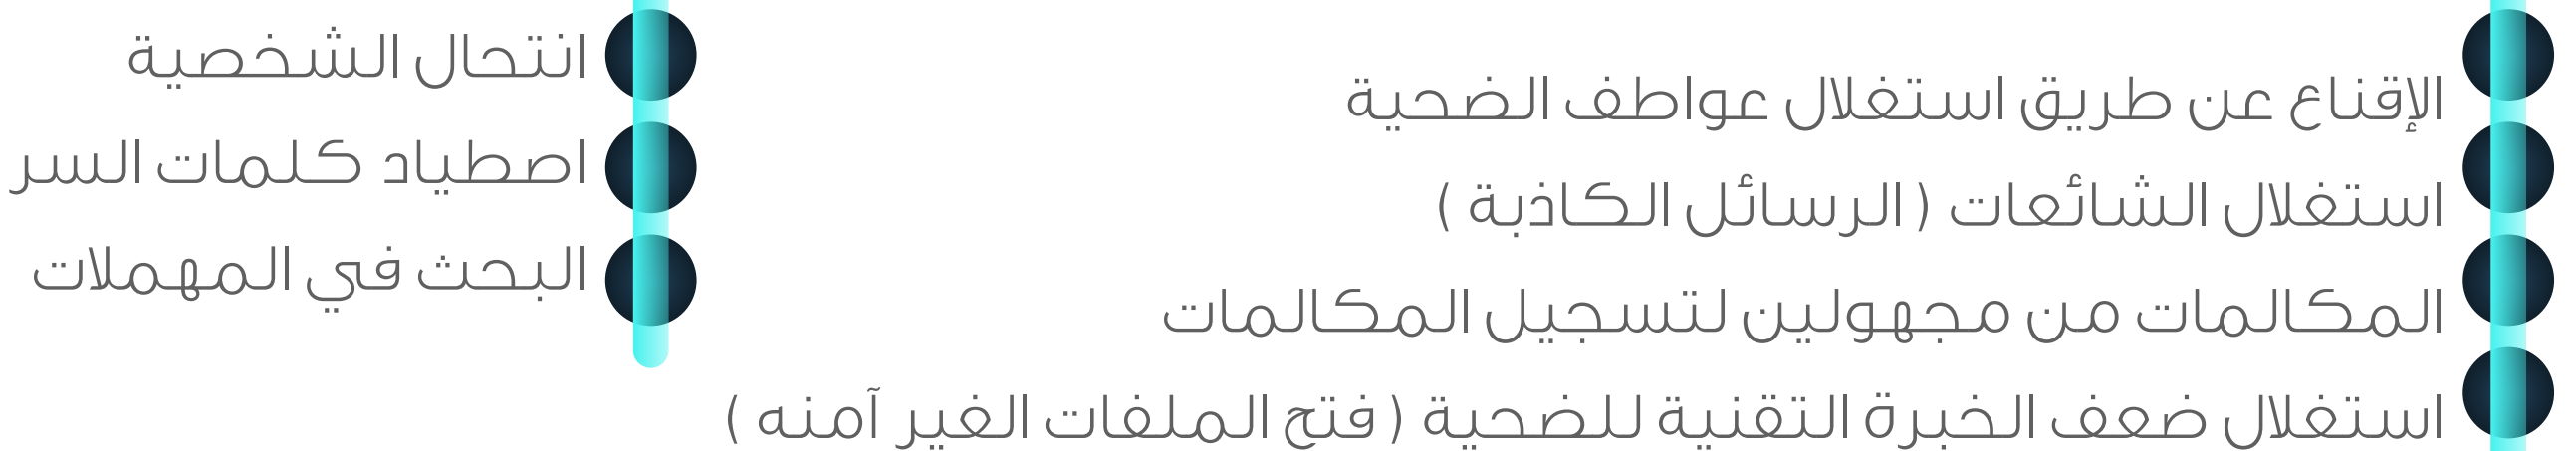 الإقناع عن طريق استغلال عواطف الضحية
استغلال الشائعات ( الرسائل الكاذبة )
المكالمات من مجهولين لتسجيل المكالمات
استغلال ضعف الخبرة التقنية للضحية ( فتح الملفات الغير آمنه )
انتحال الشخصية
اصطياد كلمات السر
البحث في المهملات